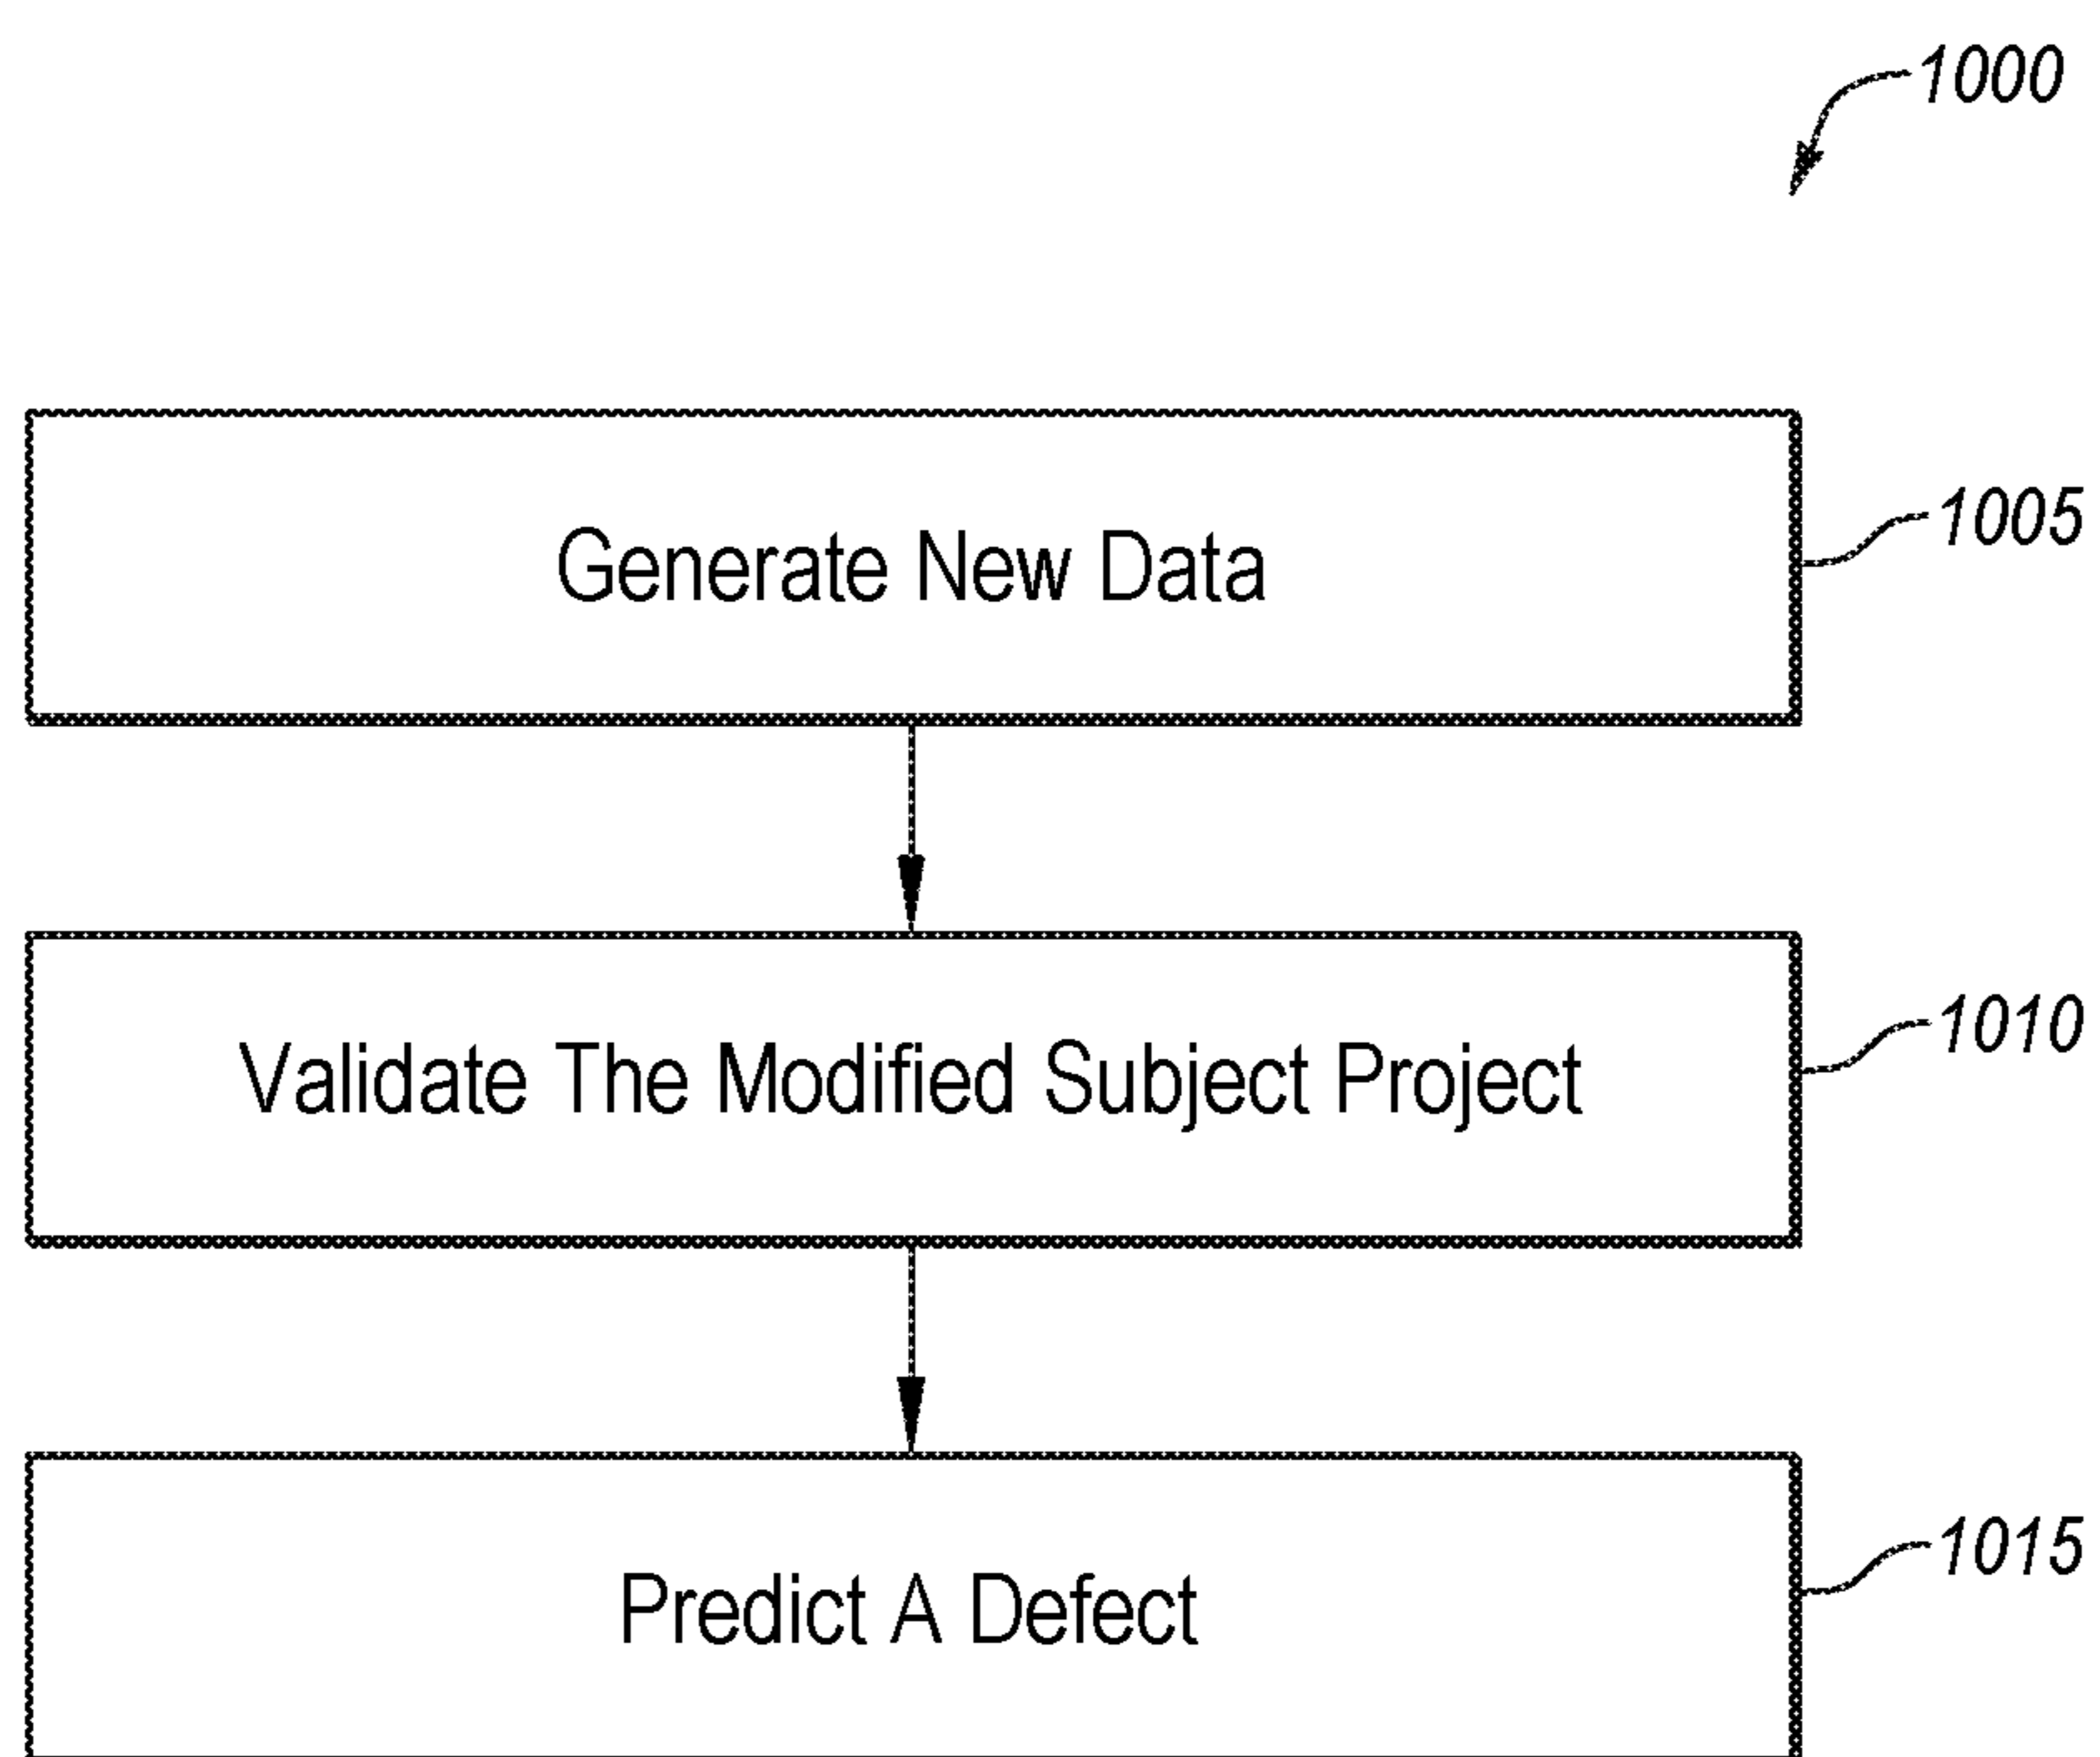 1000
Generate New Data
1005
Validate The Modified Subject Project
1010
Predict A Defect
1015